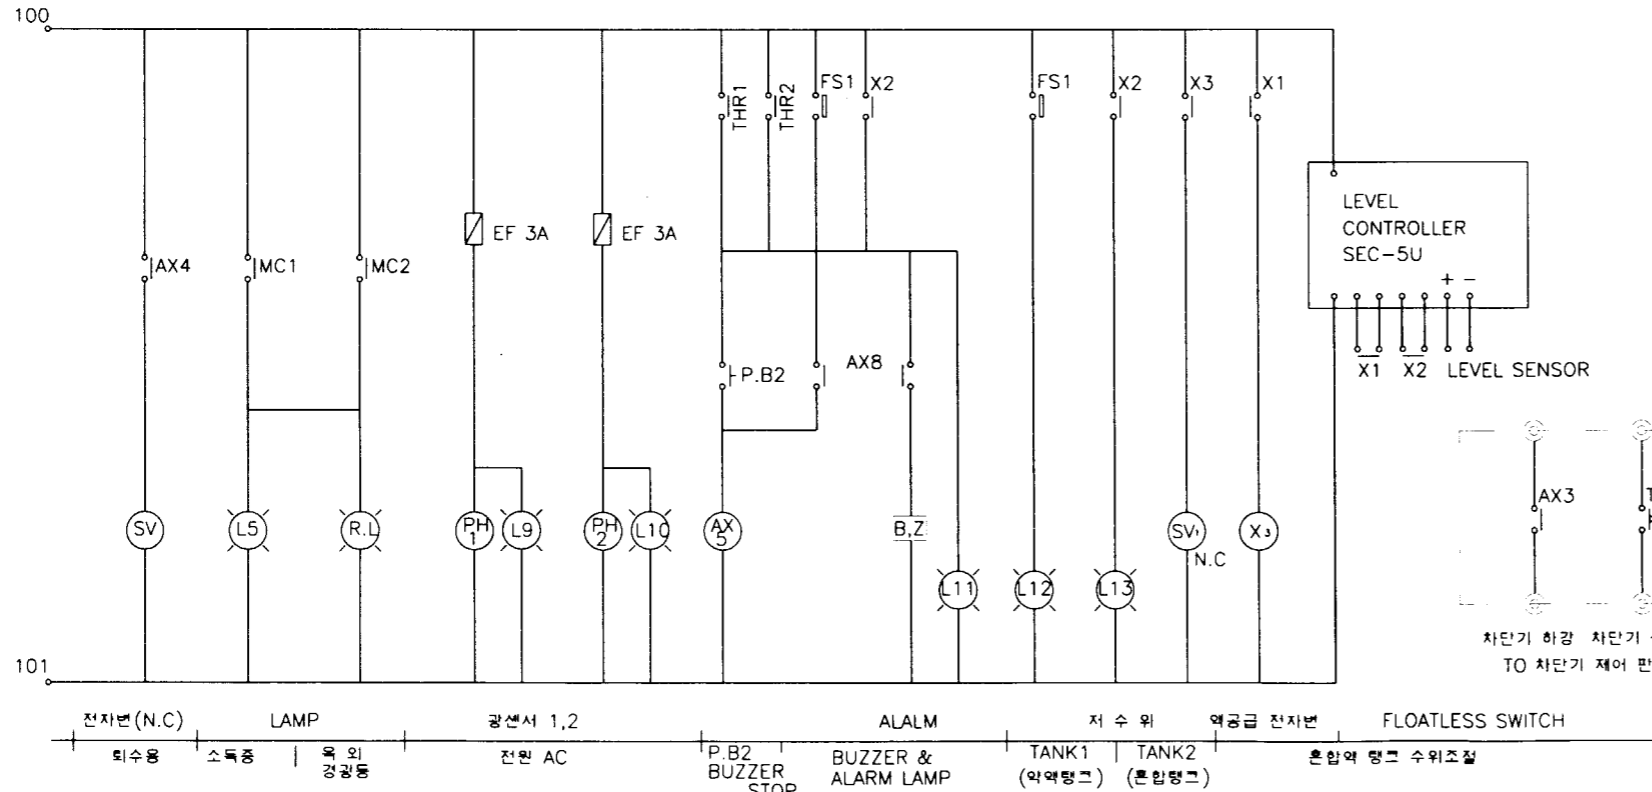 100
THR1
THR2
FS1
X2
FS1
X2
X3
X1
LEVEL
CONTROLLER
SEC-5U
+ −
EF 3A
EF 3A
AX4
MC1
MC2
P.B2
AX8
X1
X2
LEVEL SENSOR
AX3
SV
L5
R.L
PH
1
L9
PH
2
L10
AX
5
B,Z
L11
L12
L13
SV1
N.C
X3
차단기 하강 차단기
TO 차단기 제어 판
101
전자변(N.C)
LAMP
광센서 1,2
ALALM
저 수 위
약공급 전자변
FLOATLESS SWITCH
퇴수용
소독중
옥 외
경광등
전원 AC
P.B2
BUZZER
STOP
BUZZER &
ALARM LAMP
TANK1
(약액탱크)
TANK2
(혼합탱크)
혼합약 탱크 수위조절